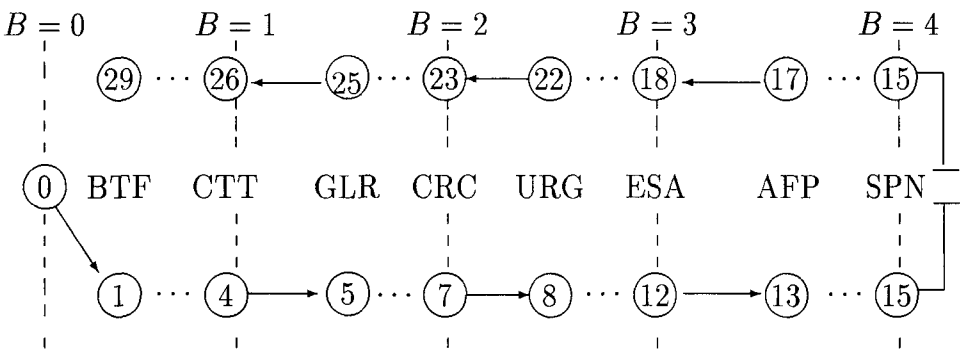 B = 0 B = 1 B = 2 B = 3 B = 4
29 ··· 26 25 ··· 23 22 ··· 18 17 ··· 15
0 BTF CTT GLR CRC URG ESA AFP SPN
1 ··· 4 5 ··· 7 8 ··· 12 13 ··· 15